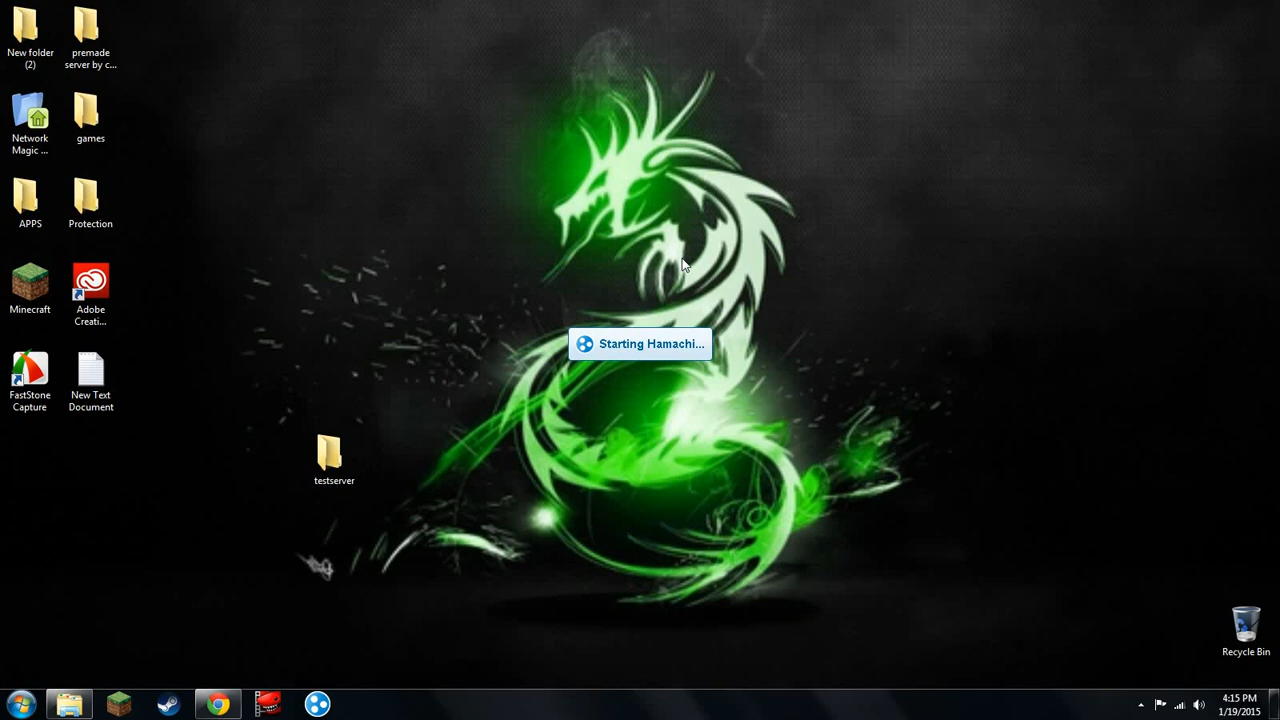 New folder
(2)
premade
server by c...
Network
Magic ...
games
APPS
Protection
Minecraft
Adobe
Creati...
FastStone
Capture
New Text
Document
Starting Hamachi...
testserver
Recycle Bin
4:15 PM
1/19/2015